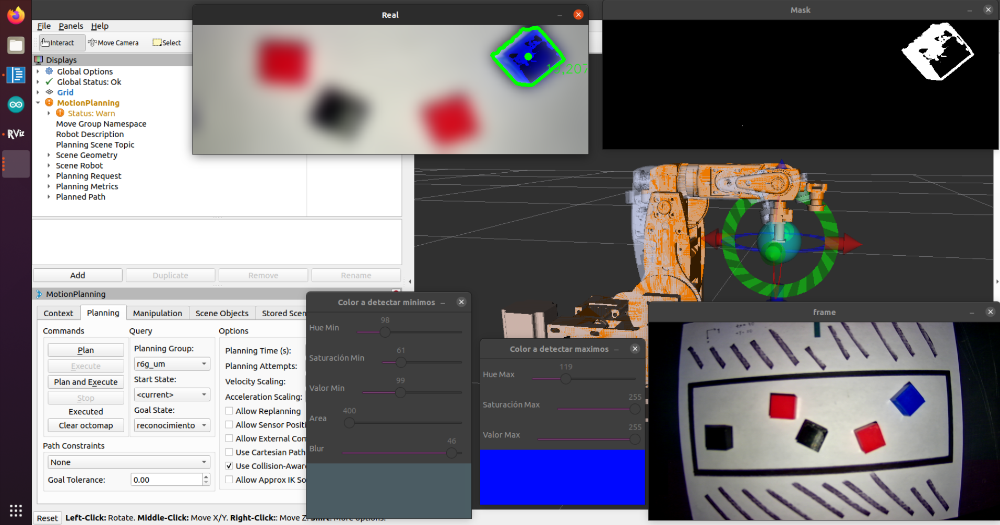 Real
Mask
File Panels Help
Interact Move Camera Select
Displays
Global Options
Global Status: Ok
Grid
MotionPlanning
Status: Warn
Move Group Namespace
Robot Description
Planning Scene Topic
Scene Geometry
Scene Robot
Planning Request
Planning Metrics
Planned Path
RViz
Add Duplicate Remove Rename
MotionPlanning
Context Planning Manipulation Scene Objects Stored Scen
Commands Query Options
Plan
Execute
Plan and Execute
Stop
Executed
Clear octomap
Planning Group:
r6g_um
Start State:
<current>
Goal State:
reconocimiento
Path Constraints
None
Goal Tolerance: 0.00
Planning Time (s):
Planning Attempts:
Velocity Scaling:
Acceleration Scaling:
Allow Replanning
Allow Sensor Positi
Allow External Com
Use Cartesian Path
Use Collision-Awar
Allow Approx IK So
Color a detectar minimos
Hue Min 98
Saturación Min 61
Valor Min 99
Area 400
Blur 46
Color a detectar maximos
Hue Max 119
Saturación Max 255
Valor Max 255
frame
Reset Left-Click: Rotate. Middle-Click: Move X/Y. Right-Click:: Move Z. Shift: More options.